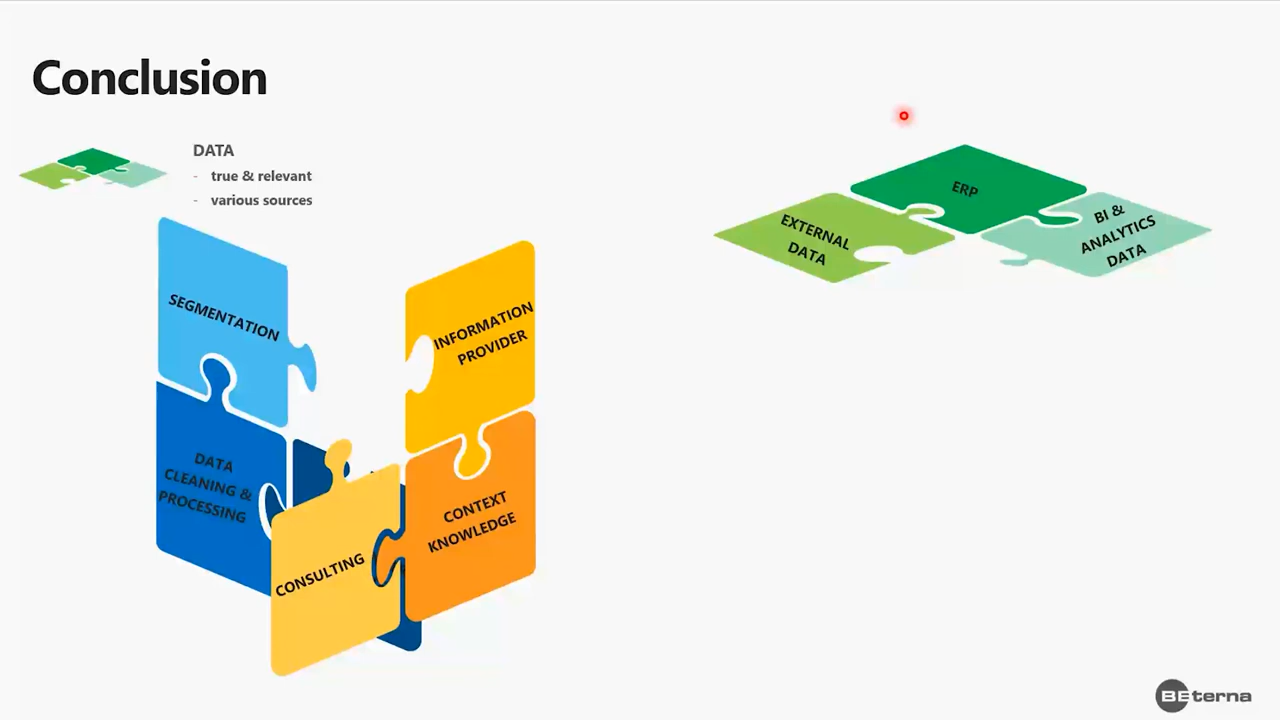 Conclusion
DATA
- true & relevant
- various sources
ERP
EXTERNAL
DATA
BI &
ANALYTICS
DATA
SEGMENTATION
INFORMATION
PROVIDER
DATA
CLEANING &
PROCESSING
CONTEXT
KNOWLEDGE
CONSULTING
BEterna